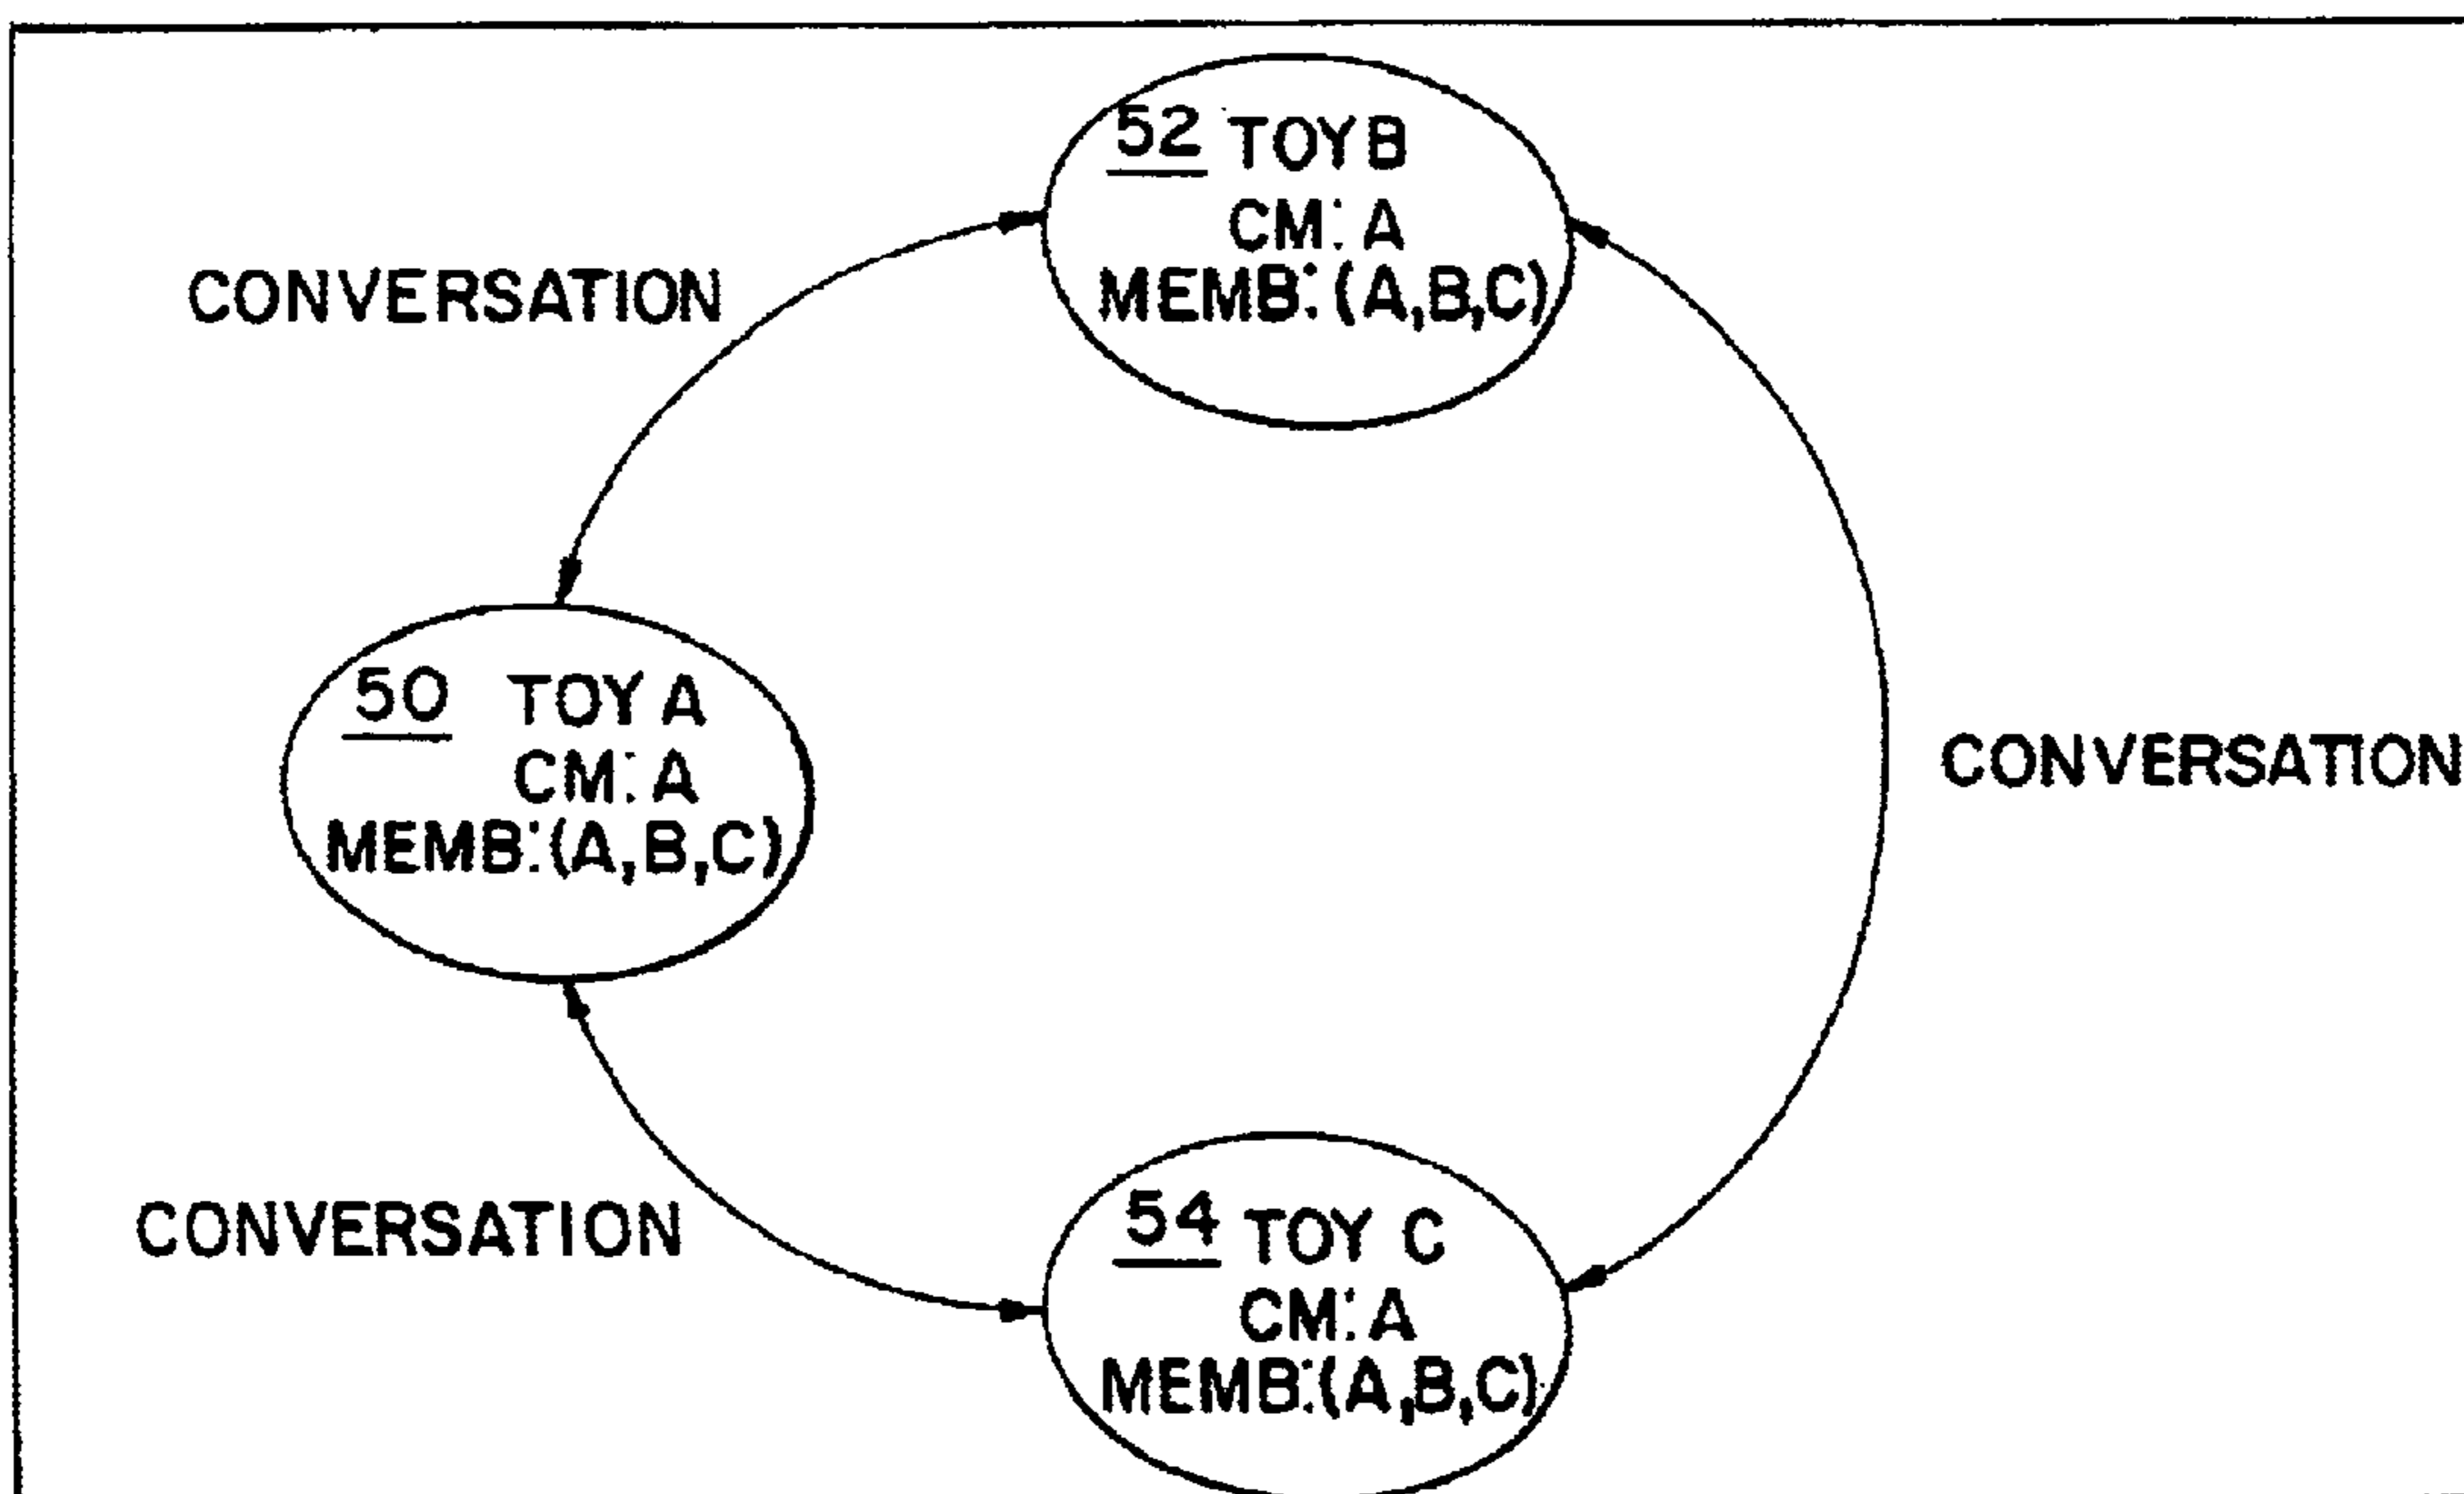 52 TOY B
CM: A
MEMB: (A,B,C)
CONVERSATION
50 TOY A
CM: A
MEMB:(A,B,C)
CONVERSATION
CONVERSATION
54 TOY C
CM: A
MEMB:(A,B,C)